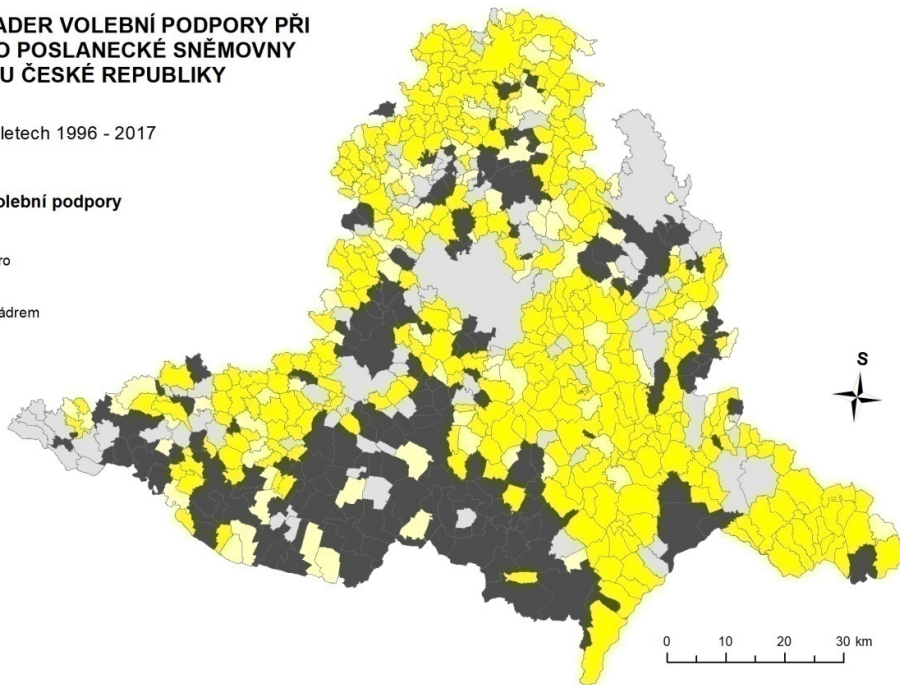 ADER VOLEBNÍ PODPORY PŘI
O POSLANECKÉ SNĚMOVNY
U ČESKÉ REPUBLIKY
letech 1996 - 2017
olební podpory
ro
ádrem
S
0 10 20 30 km